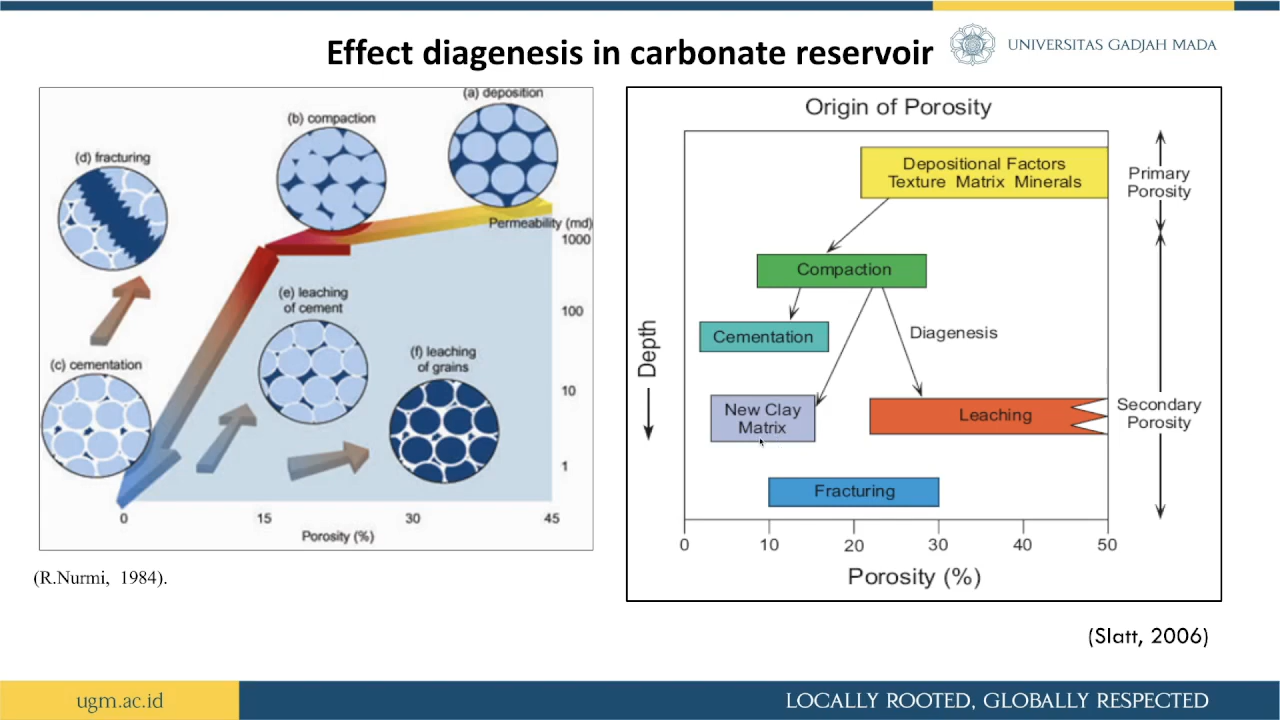 Effect diagenesis in carbonate reservoir
UNIVERSITAS GADJAH MADA
(a) deposition
(b) compaction
(d) fracturing
Permeability (md)
1000
(e) leaching
of cement
100
(f) leaching
of grains
(c) cementation
10
1
0
15
30
45
Porosity (%)
(R.Nurmi, 1984).
Origin of Porosity
Depositional Factors
Texture Matrix Minerals
Primary
Porosity
Compaction
Cementation
Diagenesis
Depth
New Clay
Matrix
Leaching
Secondary
Porosity
Fracturing
0
10
20
30
40
50
Porosity (%)
(Slatt, 2006)
ugm.ac.id
LOCALLY ROOTED, GLOBALLY RESPECTED